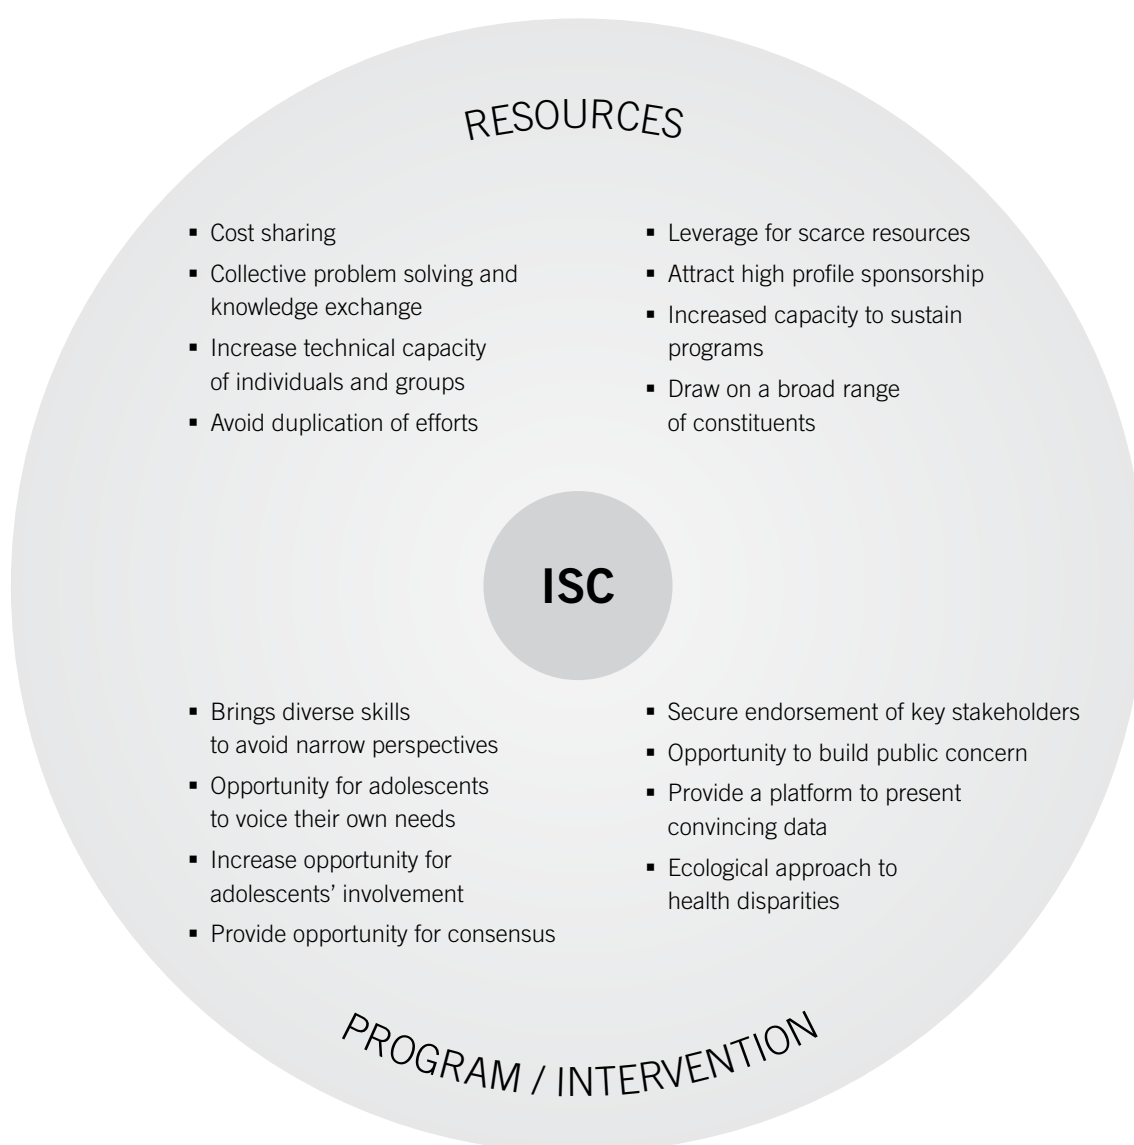 RESOURCES
▪ Cost sharing
▪ Collective problem solving and
knowledge exchange
▪ Increase technical capacity
of individuals and groups
▪ Avoid duplication of efforts
▪ Leverage for scarce resources
▪ Attract high profile sponsorship
▪ Increased capacity to sustain
programs
▪ Draw on a broad range
of constituents
ISC
▪ Brings diverse skills
to avoid narrow perspectives
▪ Opportunity for adolescents
to voice their own needs
▪ Increase opportunity for
adolescents’ involvement
▪ Provide opportunity for consensus
▪ Secure endorsement of key stakeholders
▪ Opportunity to build public concern
▪ Provide a platform to present
convincing data
▪ Ecological approach to
health disparities
PROGRAM / INTERVENTION